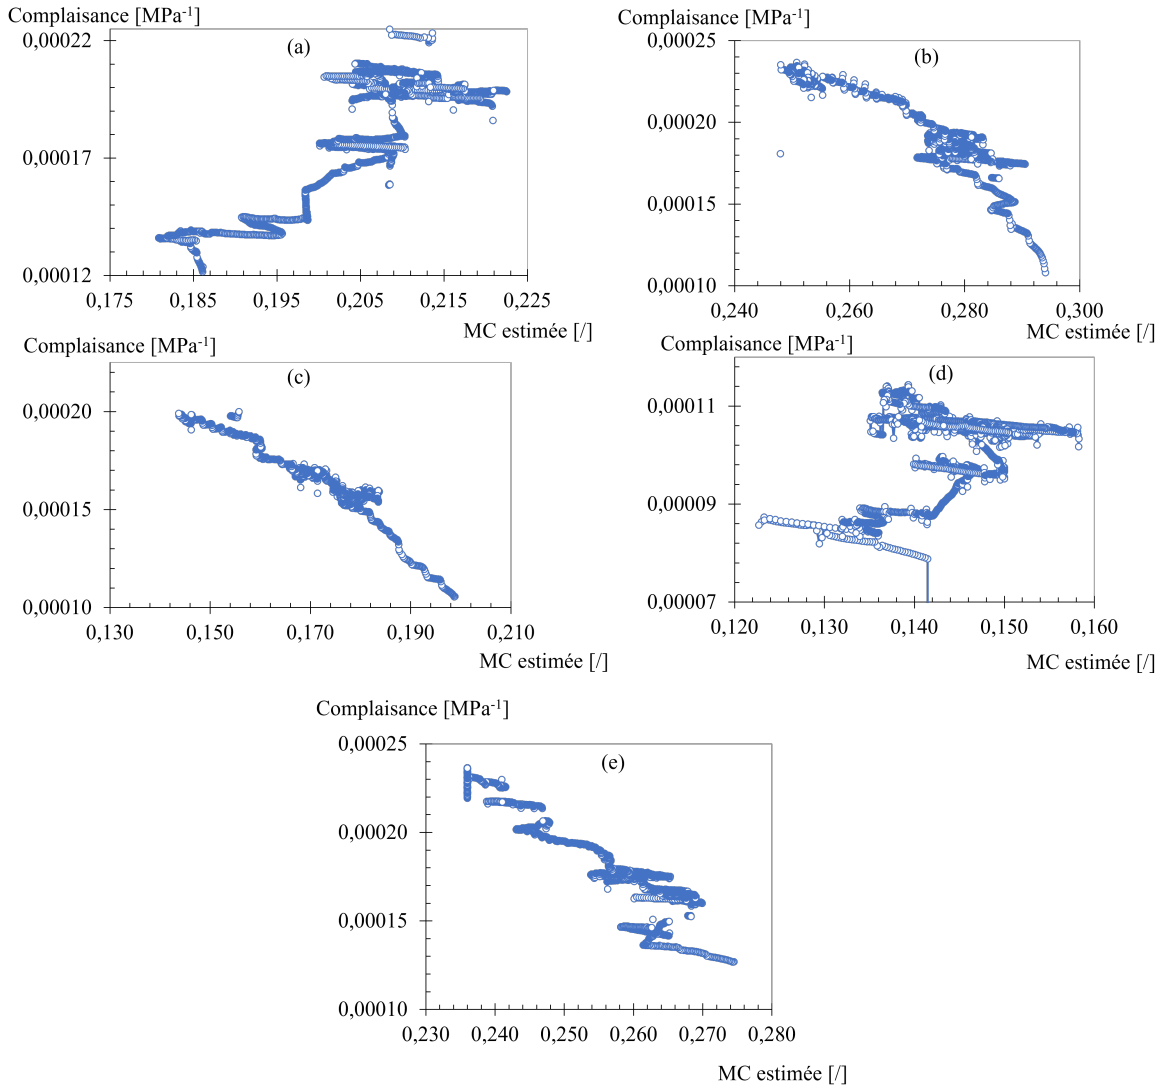 Complaisance [MPa⁻¹]
0,00022
0,00017
0,00012
(a)
0,175 0,185 0,195 0,205 0,215 0,225
MC estimée [/]
Complaisance [MPa⁻¹]
0,00025
0,00020
0,00015
0,00010
(b)
0,240 0,260 0,280 0,300
MC estimée [/]
Complaisance [MPa⁻¹]
0,00020
0,00015
0,00010
(c)
0,130 0,150 0,170 0,190 0,210
MC estimée [/]
Complaisance [MPa⁻¹]
0,00011
0,00009
0,00007
(d)
0,120 0,130 0,140 0,150 0,160
MC estimée [/]
Complaisance [MPa⁻¹]
0,00025
0,00020
0,00015
0,00010
(e)
0,230 0,240 0,250 0,260 0,270 0,280
MC estimée [/]